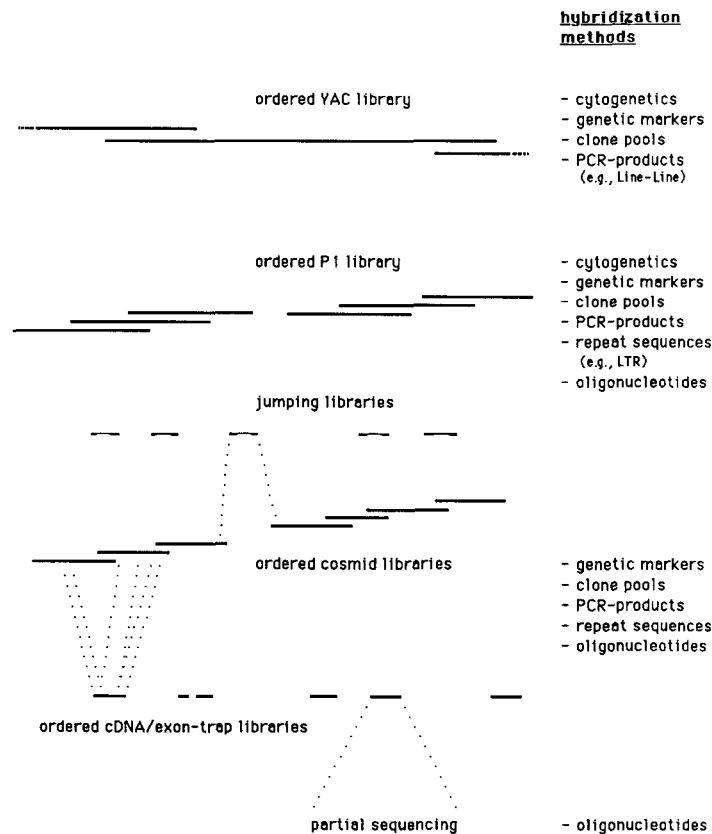 hybridization
methods
ordered YAC library
- cytogenetics
- genetic markers
- clone pools
- PCR-products
(e.g., Line-Line)
ordered P1 library
- cytogenetics
- genetic markers
- clone pools
- PCR-products
- repeat sequences
(e.g., LTR)
- oligonucleotides
jumping libraries
ordered cosmid libraries
- genetic markers
- clone pools
- PCR-products
- repeat sequences
- oligonucleotides
ordered cDNA/exon-trap libraries
partial sequencing
- oligonucleotides